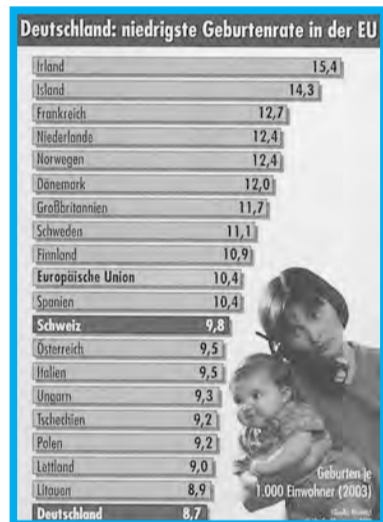 Deutschland: niedrigste Geburtenrate in der EU
Irland 15,4
Island 14,3
Frankreich 12,7
Niederlande 12,4
Norwegen 12,4
Dänemark 12,0
Großbritannien 11,7
Schweden 11,1
Finnland 10,9
Europäische Union 10,4
Spanien 10,4
Schweiz 9,8
Österreich 9,5
Italien 9,5
Ungarn 9,3
Tschechien 9,2
Polen 9,2
Lettland 9,0
Litauen 8,9
Deutschland 8,7
Geburten je
1.000 Einwohner (2003)